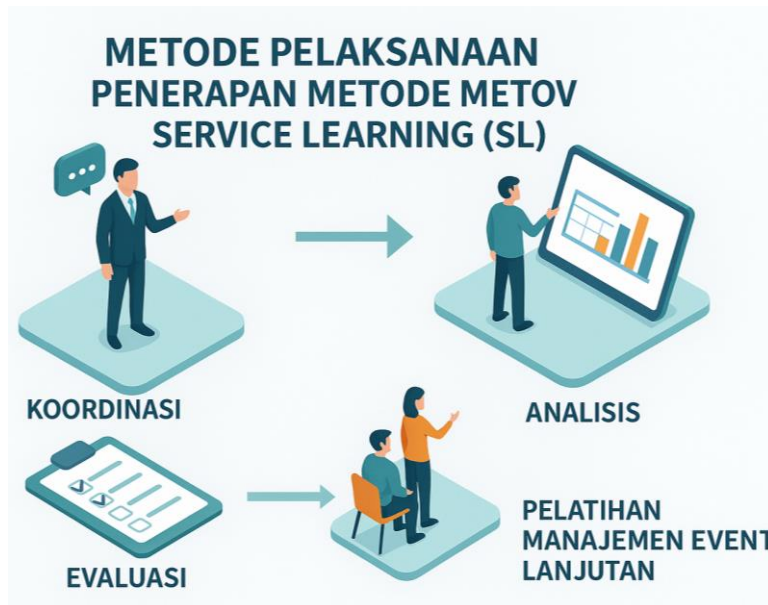 METODE PELAKSANAAN
PENERAPAN METODE METOV
SERVICE LEARNING (SL)
KOORDINASI
ANALISIS
EVALUASI
PELATIHAN
MANAJEMEN EVENT
LANJUTAN